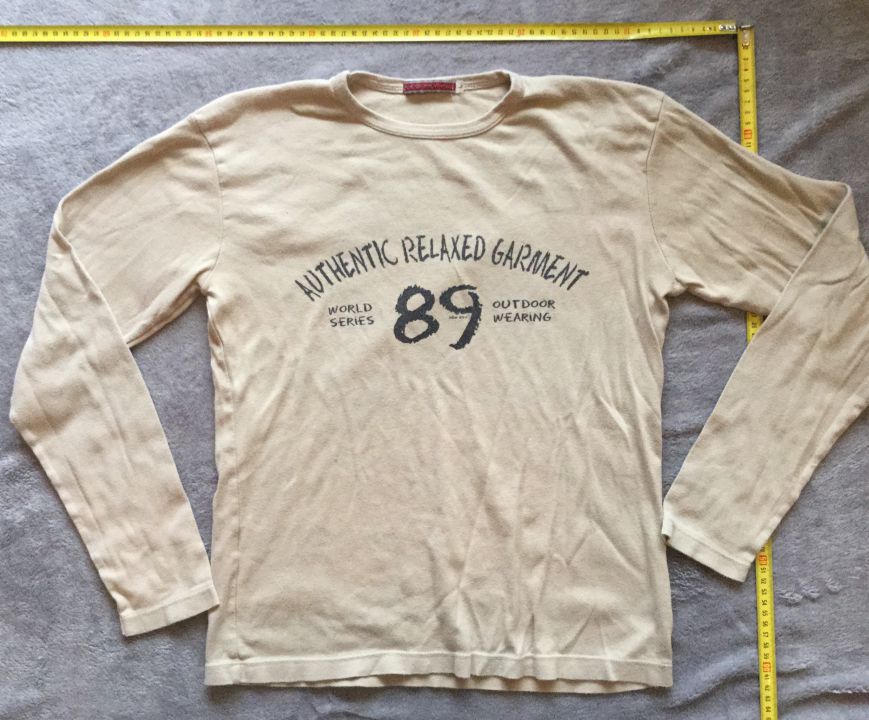 AUTHENTIC RELAXED GARMENT
WORLD SERIES
89
OUTDOOR WEARING